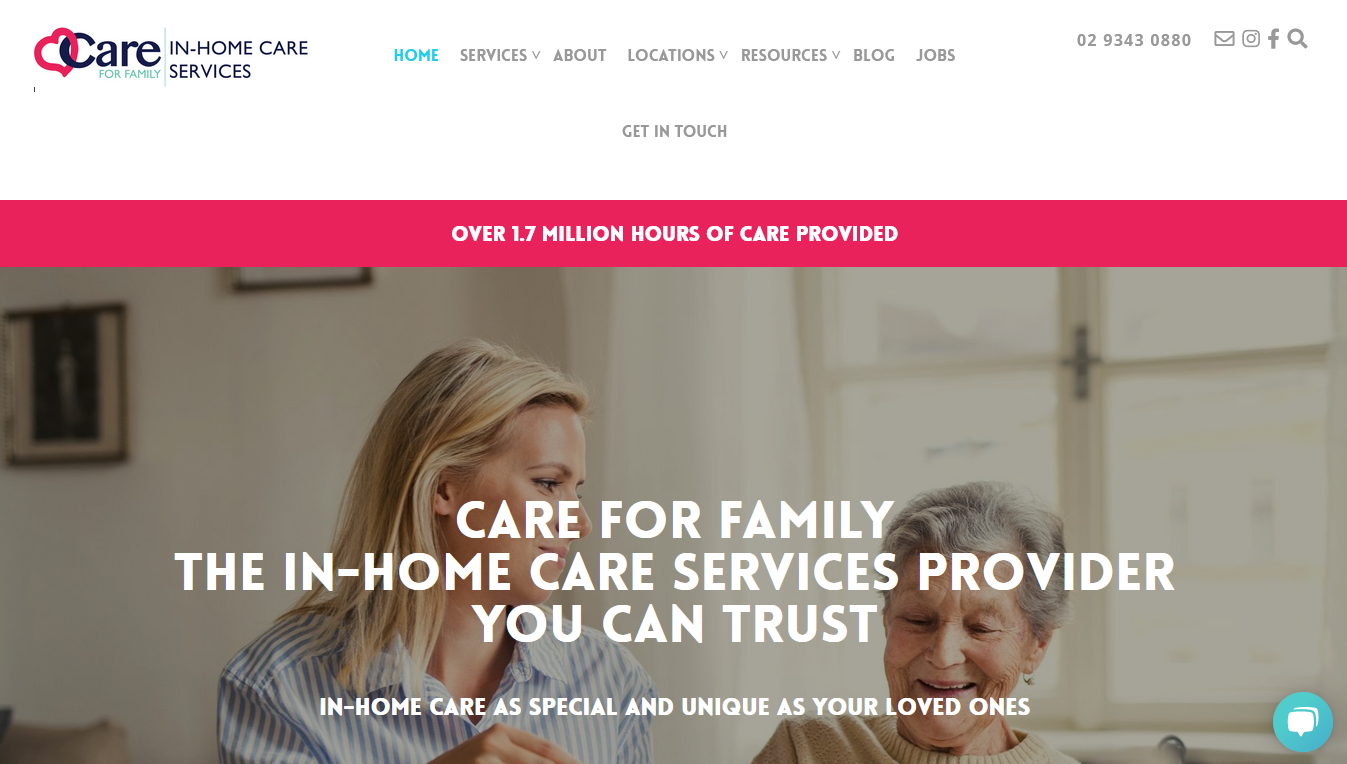 Care
FOR FAMILY
IN-HOME CARE
SERVICES
HOME SERVICES ABOUT LOCATIONS RESOURCES BLOG JOBS
GET IN TOUCH
02 9343 0880
OVER 1.7 MILLION HOURS OF CARE PROVIDED
CARE FOR FAMILY
THE IN-HOME CARE SERVICES PROVIDER
YOU CAN TRUST
IN-HOME CARE AS SPECIAL AND UNIQUE AS YOUR LOVED ONES